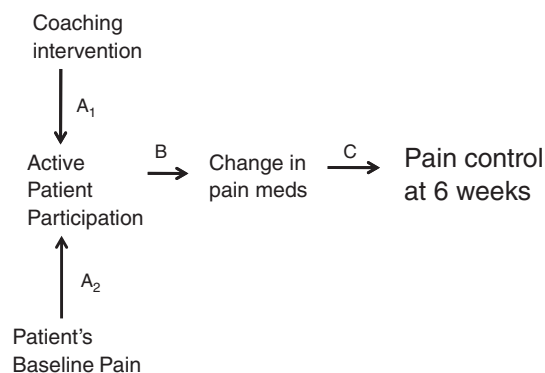 Coaching
intervention
A1
Active
Patient
Participation
B
Change in
pain meds
C
Pain control
at 6 weeks
A2
Patient's
Baseline Pain